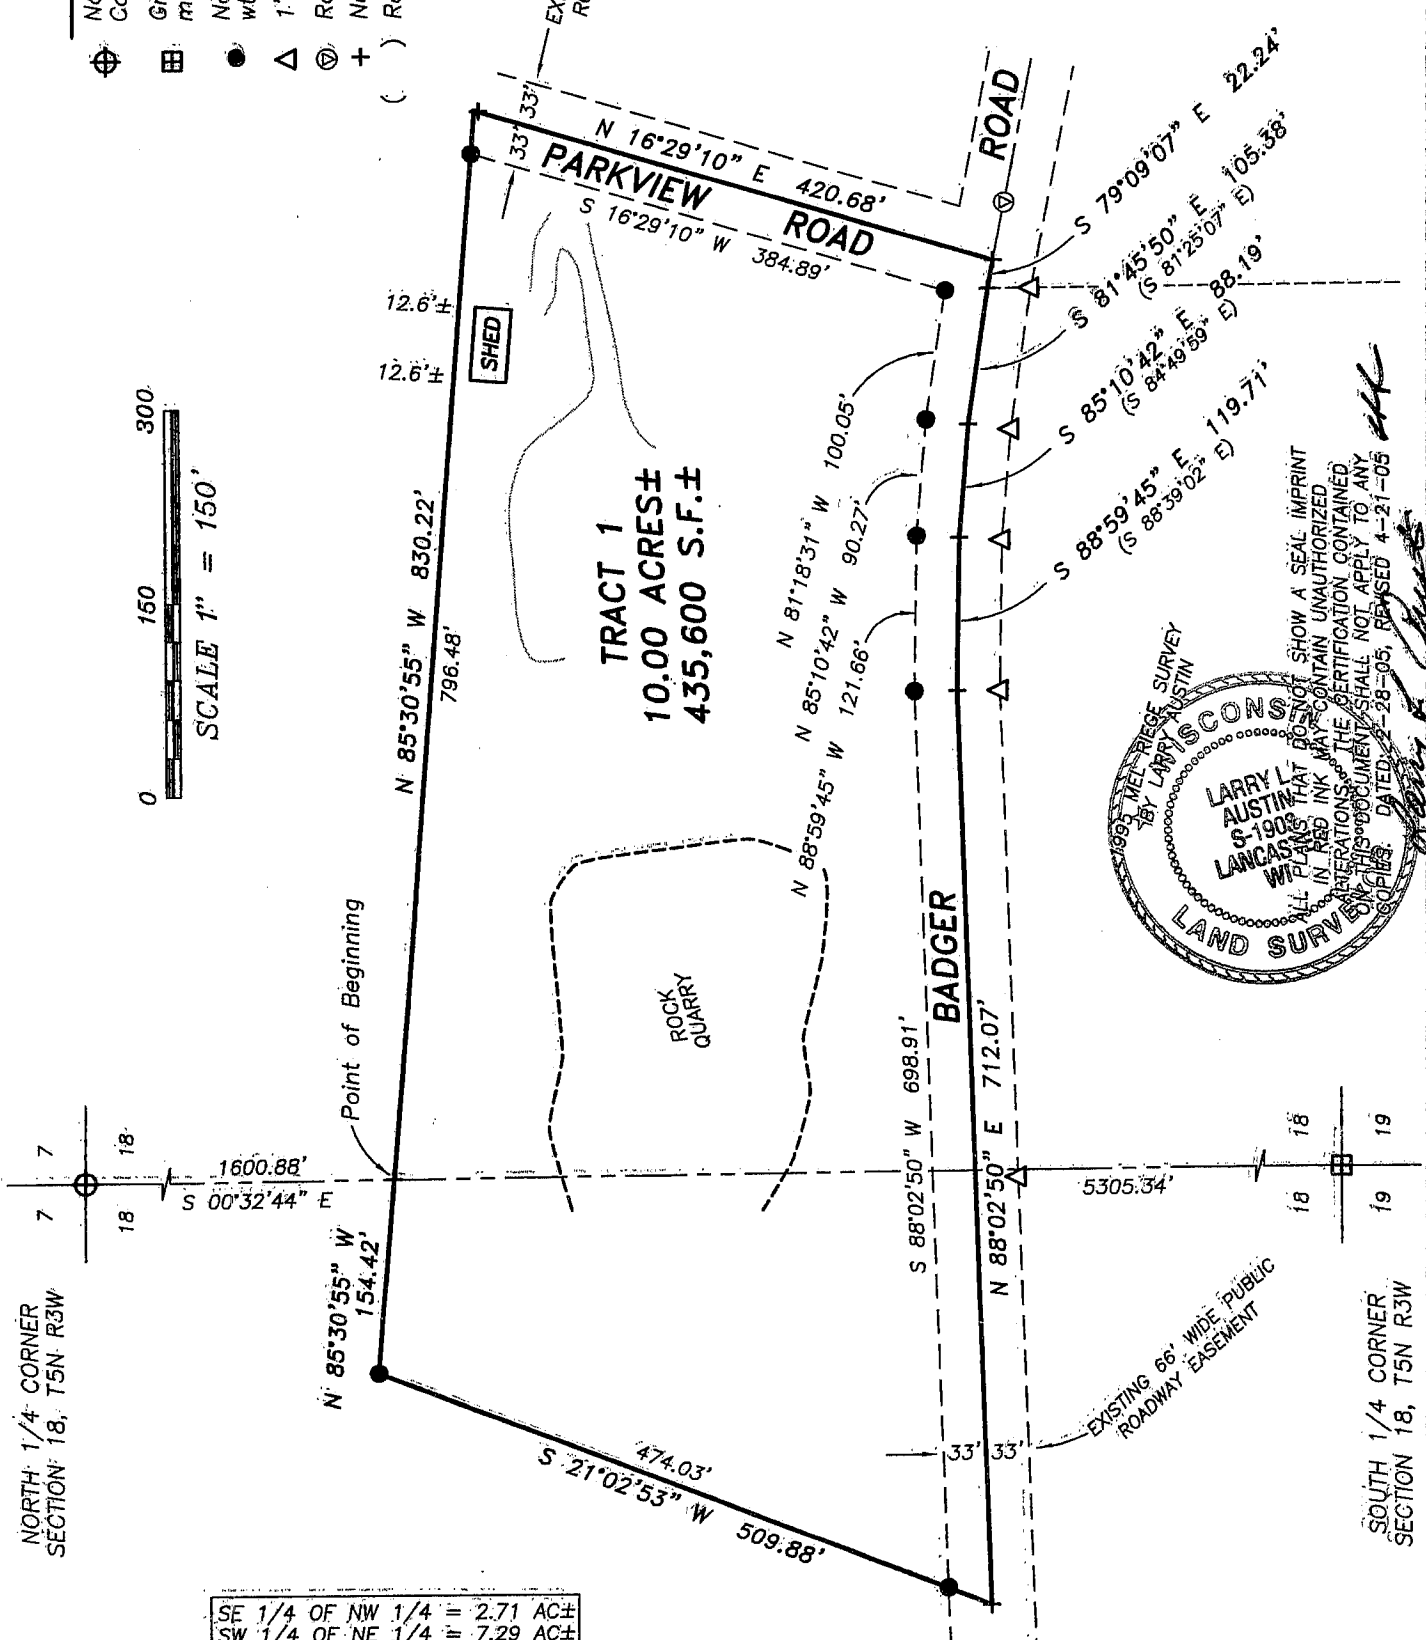 EX
33' 33'
N 16°29'10" E 420.68'
PARKVIEW ROAD
S 16°29'10" W 384.89'
ROAD
S 79°09'07" E 22.24'
S 81°45'50" E 105.38'
(S 81°25'07" E)
S 85°10'42" E 88.19'
(S 84°49'59" E)
S 88°59'45" E 119.71'
(S 88°39'02" E)
12.6'±
12.6'±
SHED
0 150 300
SCALE 1" = 150'
N 85°30'55" W 830.22'
796.48'
TRACT 1
10.00 ACRES±
435,600 S.F.±
N 81°18'31" W 100.05'
N 85°10'42" W 90.27'
N 88°59'45" W 121.66'
Point of Beginning
ROCK
QUARRY
BADGER
S 88°02'50" W 698.91'
N 88°02'50" E 712.07'
7 7
18 18
1600.88'
S 00°32'44" E
5305.34'
18 18
19 19
N 85°30'55" W
154.42'
474.03'
S 21°02'53" W 509.88'
33' 33'
EXISTING 66' WIDE PUBLIC
ROADWAY EASEMENT
NORTH 1/4 CORNER
SECTION 18, T5N R3W
SOUTH 1/4 CORNER
SECTION 18, T5N R3W
SE 1/4 OF NW 1/4 = 2.71 AC±
SW 1/4 OF NE 1/4 = 7.29 AC±
1995 MEL RIEGE SURVEY
BY LARRY AUSTIN
WISCONSIN
LARRY L.
AUSTIN
S-1908
LANCASTER
WI
LAND SURVEYOR
ALL PLANS THAT DO NOT SHOW A SEAL IMPRINT
IN RED INK MAY CONTAIN UNAUTHORIZED
ALTERATIONS. THE CERTIFICATION CONTAINED
ON THIS DOCUMENT SHALL NOT APPLY TO ANY
COPIES. DATED: 2-28-05, REVISED 4-21-05